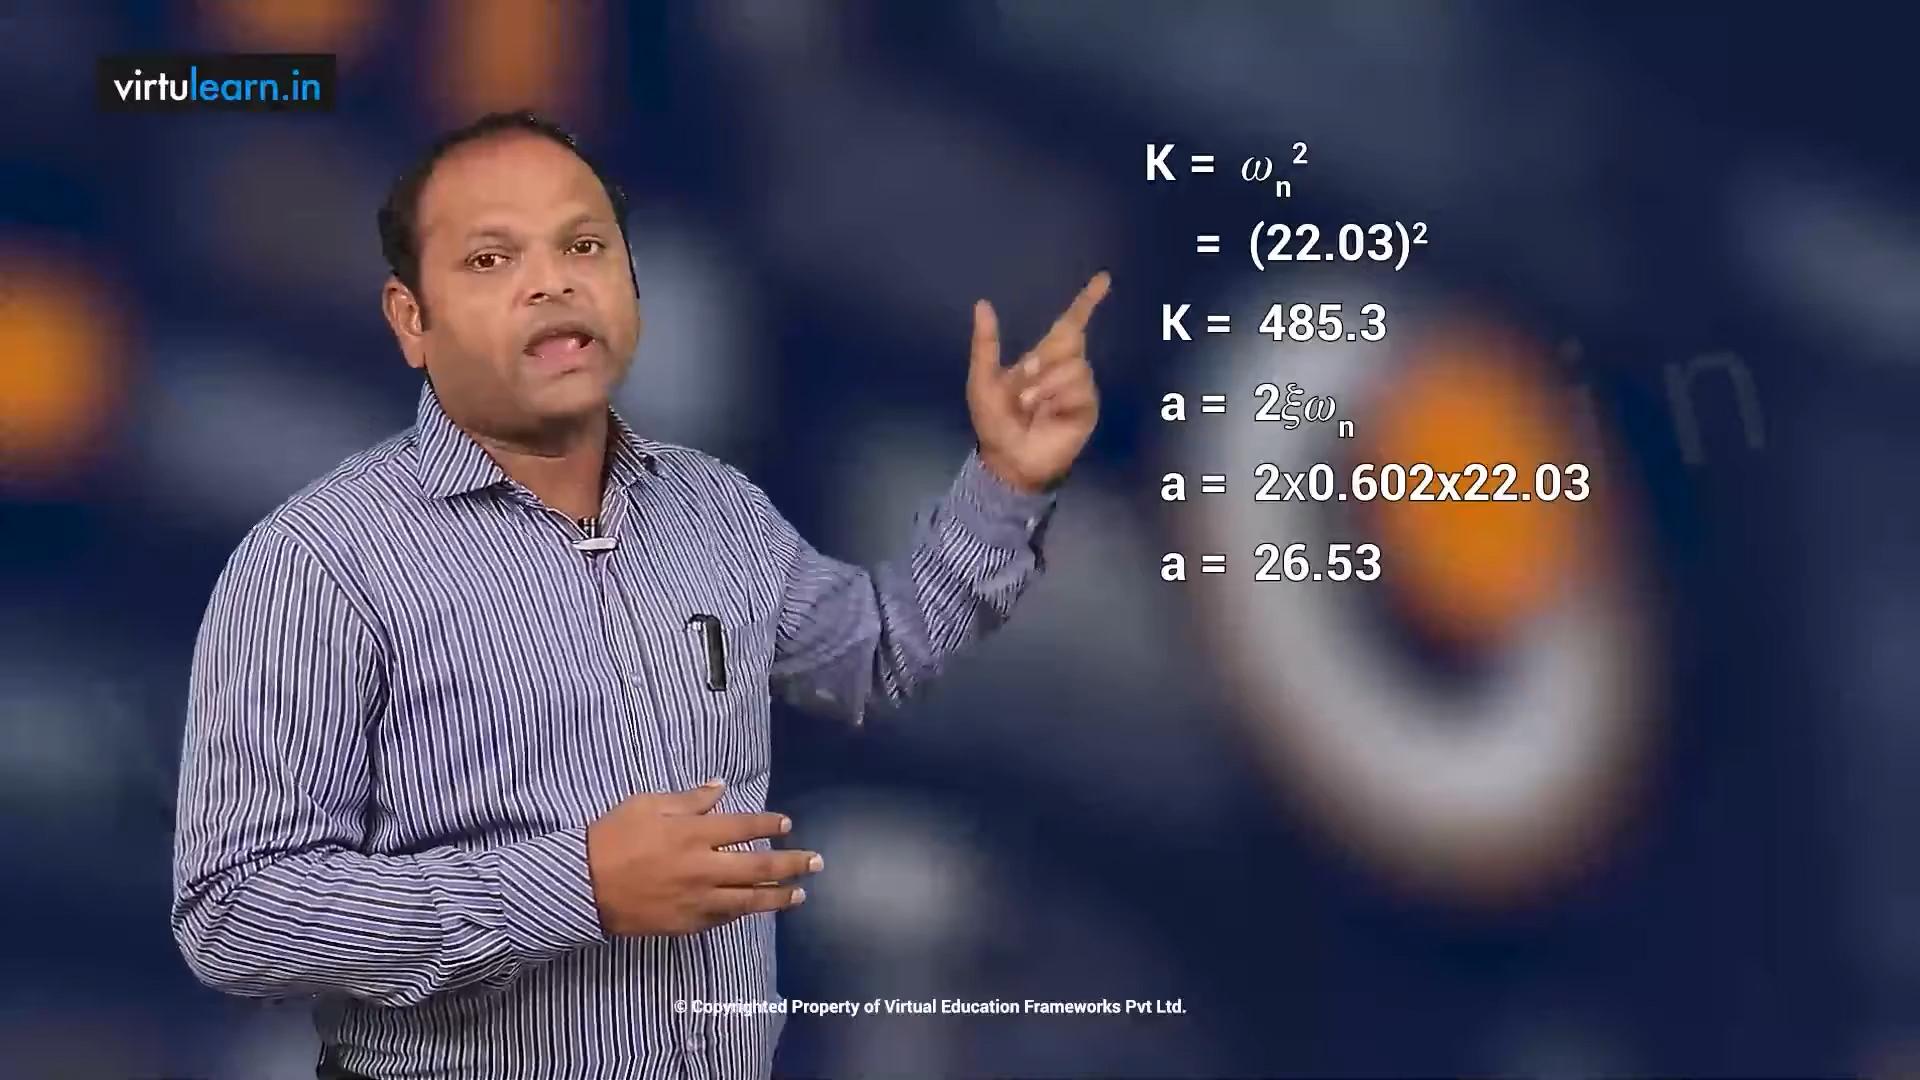 virtulearn.in
K = ωₙ²
= (22.03)²
K = 485.3
a = 2ξωₙ
a = 2x0.602x22.03
a = 26.53
in
© Copyrighted Property of Virtual Education Frameworks Pvt Ltd.